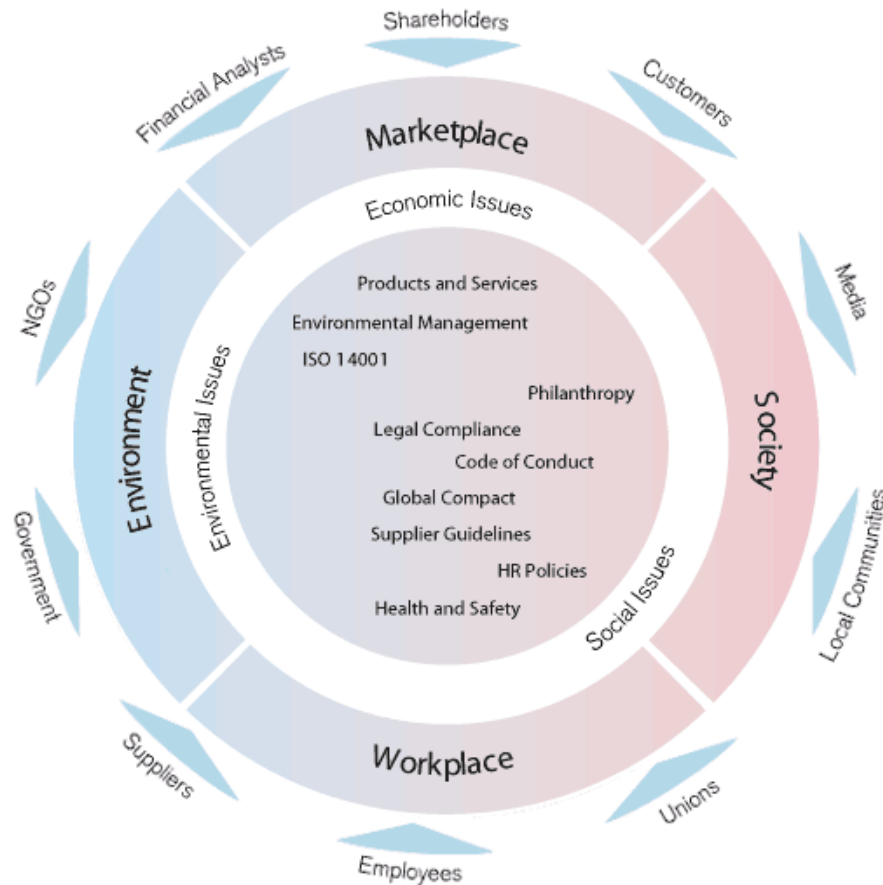 Shareholders
Financial Analysts
Customers
Marketplace
Economic Issues
NGOs
Media
Products and Services
Environmental Management
ISO 14001
Philanthropy
Environment
Environmental Issues
Legal Compliance
Society
Code of Conduct
Global Compact
Supplier Guidelines
HR Policies
Social Issues
Health and Safety
Government
Local Communities
Suppliers
Workplace
Unions
Employees